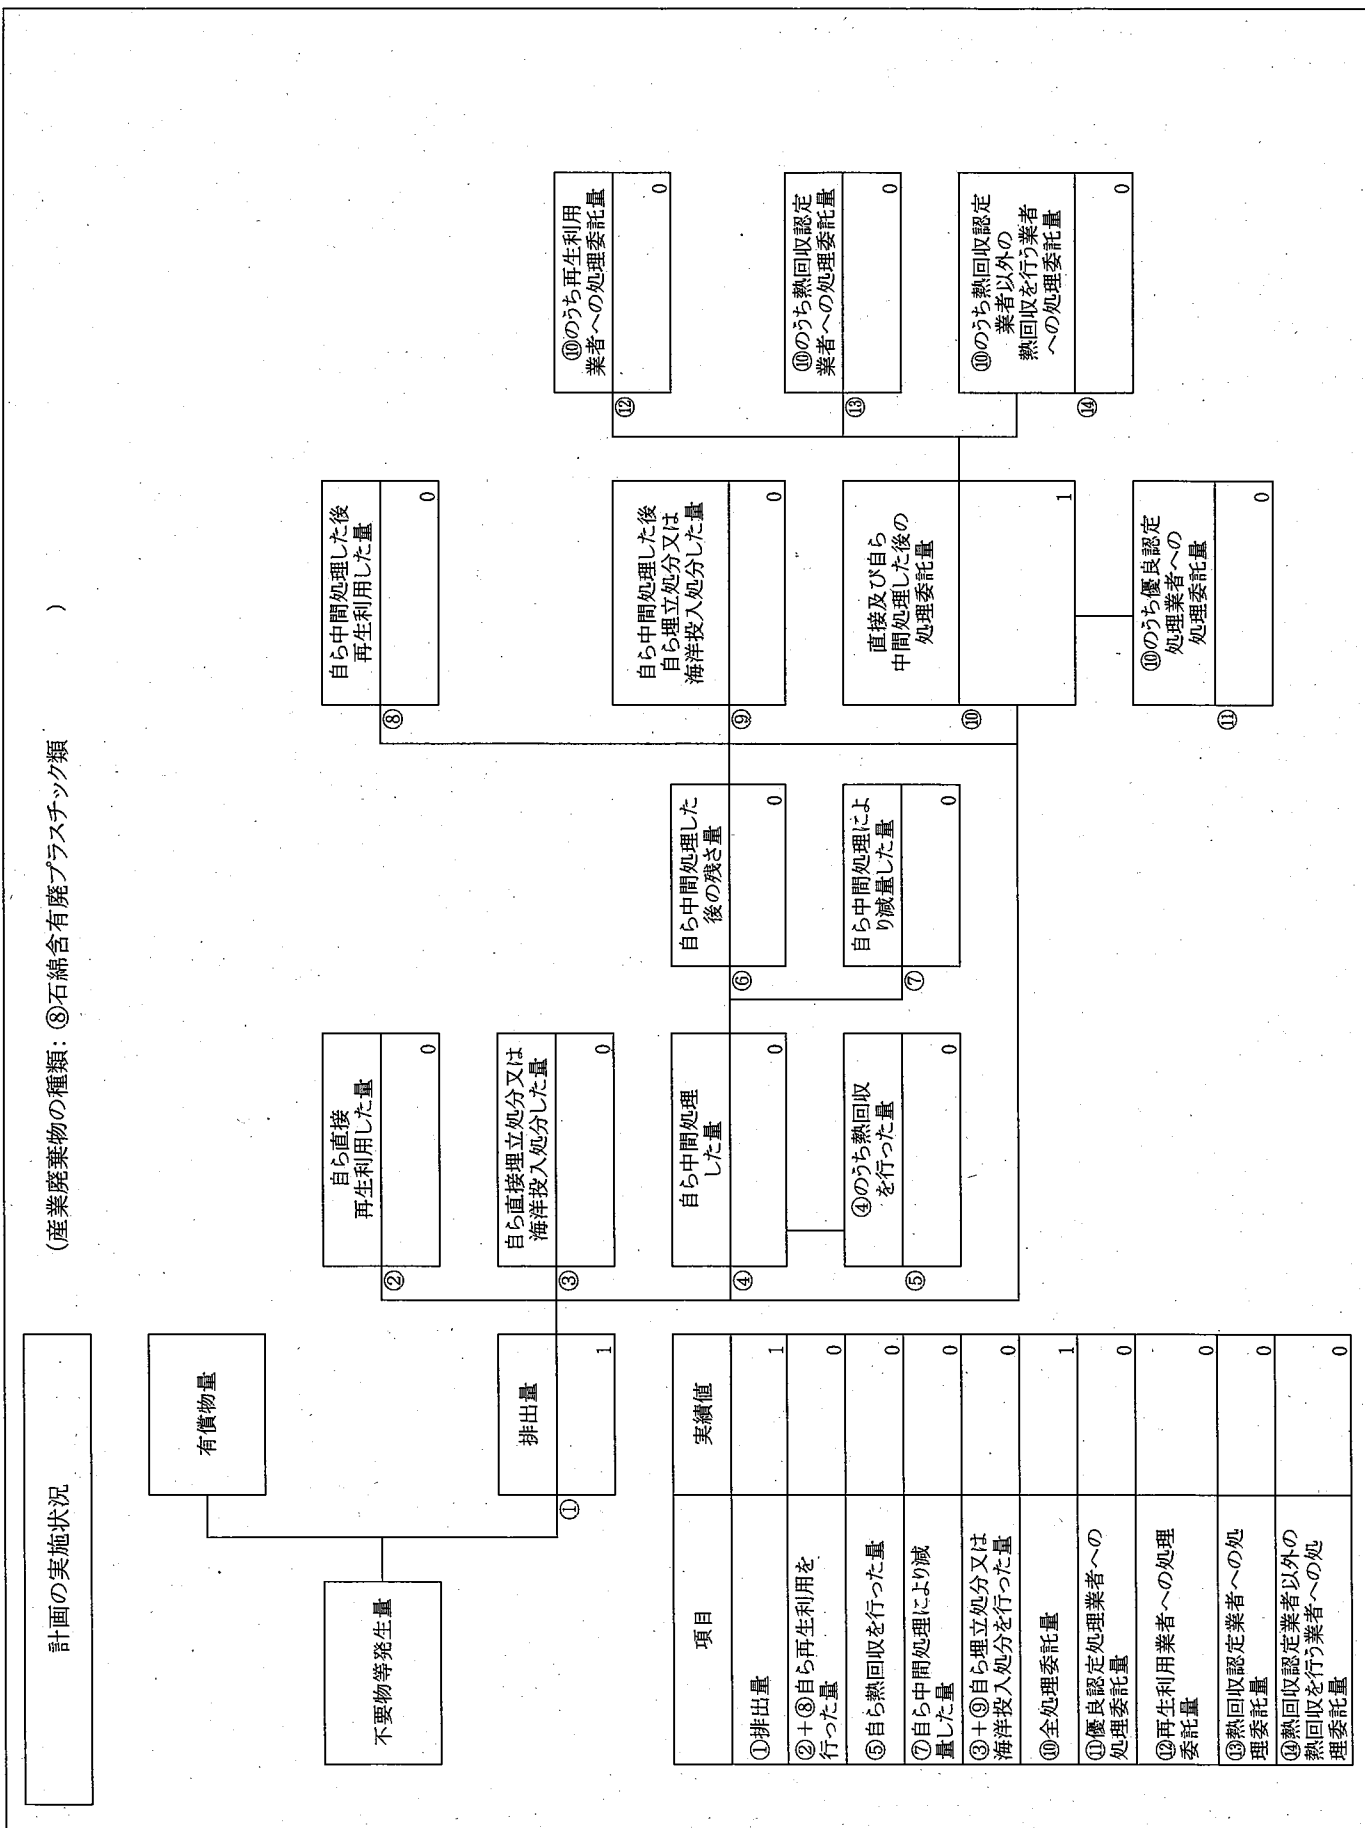 計画の実施状況
(産業廃棄物の種類：⑧石綿含有廃プラスチック類 )
不要物等発生量
有償物量
排出量
①
1
自ら直接
再生利用した量
②
0
自ら直接埋立処分又は
海洋投入処分した量
③
0
自ら中間処理
した量
④
0
④のうち熱回収
を行った量
⑤
0
自ら中間処理した
後の残さ量
⑥
0
自ら中間処理によ
り減量した量
⑦
0
自ら中間処理した後
再生利用した量
⑧
0
自ら中間処理した後
自ら埋立処分又は
海洋投入処分した量
⑨
0
直接及び自ら
中間処理した後の
処理委託量
⑩
1
⑩のうち優良認定
処理業者への
処理委託量
⑪
0
⑩のうち再生利用
業者への処理委託量
⑫
0
⑩のうち熱回収認定
業者への処理委託量
⑬
0
⑩のうち熱回収認定
業者以外の
熱回収を行う業者
への処理委託量
⑭
0
項目 実績値
①排出量 1
②＋⑧自ら再生利用を
行った量 0
⑤自ら熱回収を行った量 0
⑦自ら中間処理により減
量した量 0
③＋⑨自ら埋立処分又は
海洋投入処分を行った量 0
⑩全処理委託量 1
⑪優良認定処理業者への
処理委託量 0
⑫再生利用業者への処理
委託量 0
⑬熱回収認定業者への処
理委託量 0
⑭熱回収認定業者以外の
熱回収を行う業者への処
理委託量 0